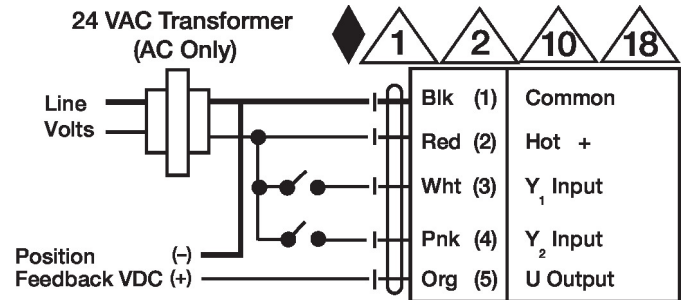 24 VAC Transformer
(AC Only)
1 2 10 18
Line
Volts
Blk (1) Common
Red (2) Hot +
Wht (3) Y1 Input
Pnk (4) Y2 Input
Position (–)
Feedback VDC (+)
Org (5) U Output